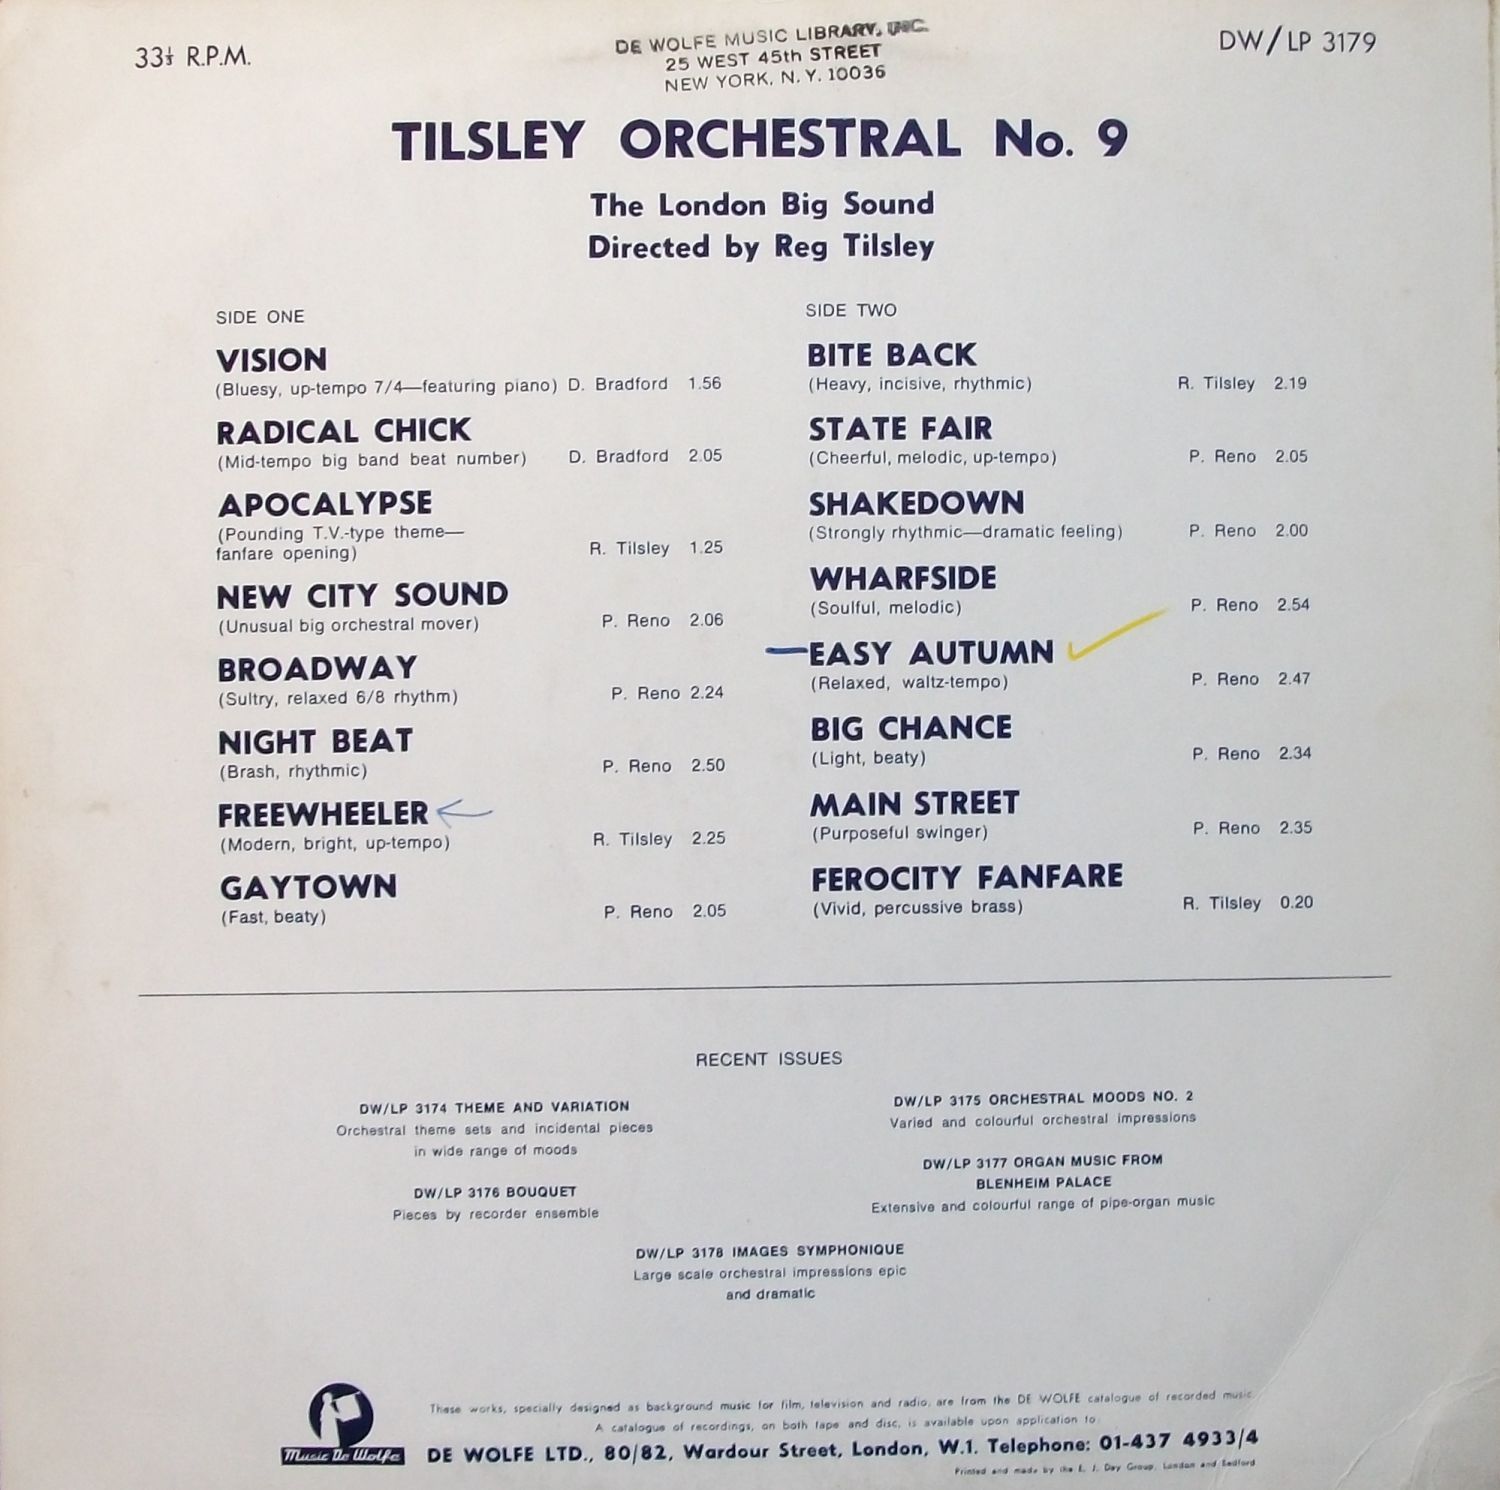 33⅓ R.P.M.
DE WOLFE MUSIC LIBRARY, INC.
25 WEST 45th STREET
NEW YORK, N. Y. 10036
DW/LP 3179
TILSLEY ORCHESTRAL No. 9
The London Big Sound
Directed by Reg Tilsley
SIDE ONE
VISION
(Bluesy, up-tempo 7/4—featuring piano) D. Bradford 1.56
RADICAL CHICK
(Mid-tempo big band beat number) D. Bradford 2.05
APOCALYPSE
(Pounding T.V.-type theme—
fanfare opening) R. Tilsley 1.25
NEW CITY SOUND
(Unusual big orchestral mover) P. Reno 2.06
BROADWAY
(Sultry, relaxed 6/8 rhythm) P. Reno 2.24
NIGHT BEAT
(Brash, rhythmic) P. Reno 2.50
FREEWHEELER
(Modern, bright, up-tempo) R. Tilsley 2.25
GAYTOWN
(Fast, beaty) P. Reno 2.05
SIDE TWO
BITE BACK
(Heavy, incisive, rhythmic) R. Tilsley 2.19
STATE FAIR
(Cheerful, melodic, up-tempo) P. Reno 2.05
SHAKEDOWN
(Strongly rhythmic—dramatic feeling) P. Reno 2.00
WHARFSIDE
(Soulful, melodic) P. Reno 2.54
EASY AUTUMN
(Relaxed, waltz-tempo) P. Reno 2.47
BIG CHANCE
(Light, beaty) P. Reno 2.34
MAIN STREET
(Purposeful swinger) P. Reno 2.35
FEROCITY FANFARE
(Vivid, percussive brass) R. Tilsley 0.20
RECENT ISSUES
DW/LP 3174 THEME AND VARIATION
Orchestral theme sets and incidental pieces
in wide range of moods
DW/LP 3175 ORCHESTRAL MOODS NO. 2
Varied and colourful orchestral impressions
DW/LP 3176 BOUQUET
Pieces by recorder ensemble
DW/LP 3177 ORGAN MUSIC FROM
BLENHEIM PALACE
Extensive and colourful range of pipe-organ music
DW/LP 3178 IMAGES SYMPHONIQUE
Large scale orchestral impressions epic
and dramatic
Music De Wolfe
These works, specially designed as background music for film, television and radio, are from the DE WOLFE catalogue of recorded music.
A catalogue of recordings, on both tape and disc, is available upon application to:
DE WOLFE LTD., 80/82, Wardour Street, London, W.1. Telephone: 01-437 4933/4
Printed and made by the E. J. Day Group, London and Bedford